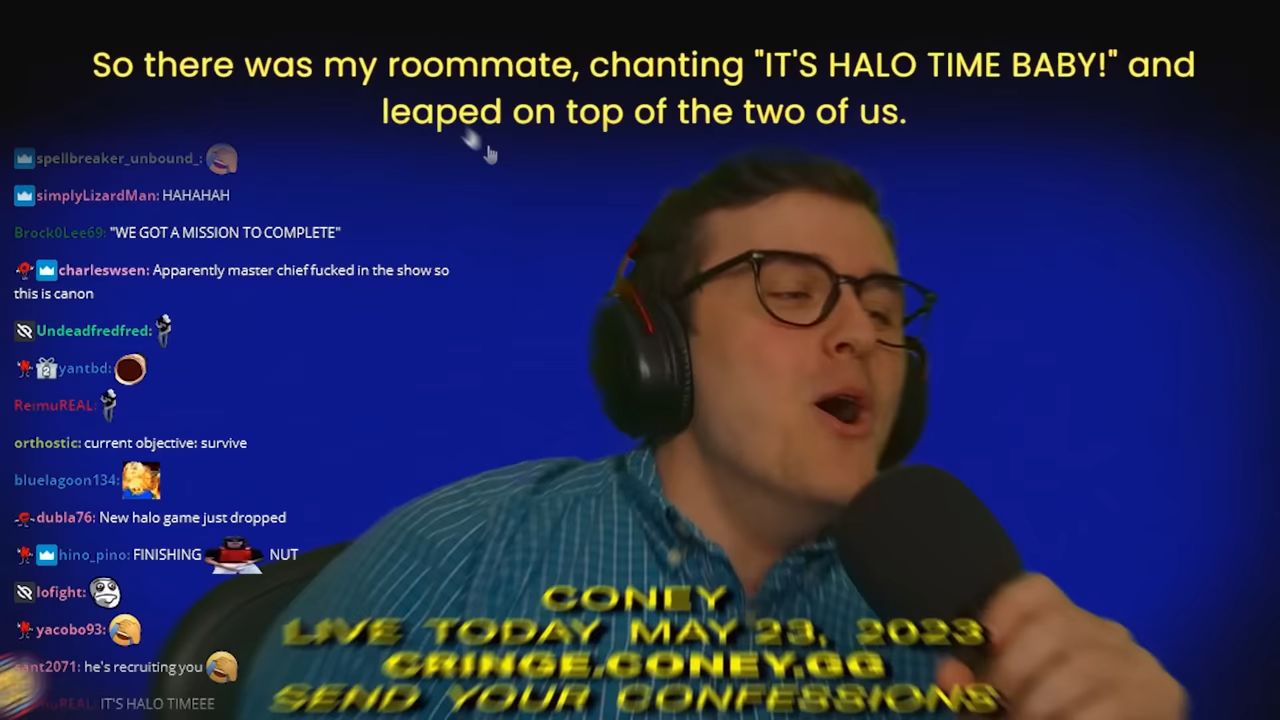 So there was my roommate, chanting "IT'S HALO TIME BABY!" and
leaped on top of the two of us.
spellbreaker_unbound_:
simplyLizardMan: HAHAHAH
Brock0Lee69: "WE GOT A MISSION TO COMPLETE"
charleswsen: Apparently master chief fucked in the show so
this is canon
Undeadfredfred:
2 yantbd:
ReimuREAL:
orthostic: current objective: survive
bluelagoon134:
dubla76: New halo game just dropped
hino_pino: FINISHING NUT
lofight:
yacobo93:
sant2071: he's recruiting you
IT'S HALO TIMEEE
CONEY
LIVE TODAY MAY 23, 2023
CRINGE.CONEY.GG
SEND YOUR CONFESSIONS